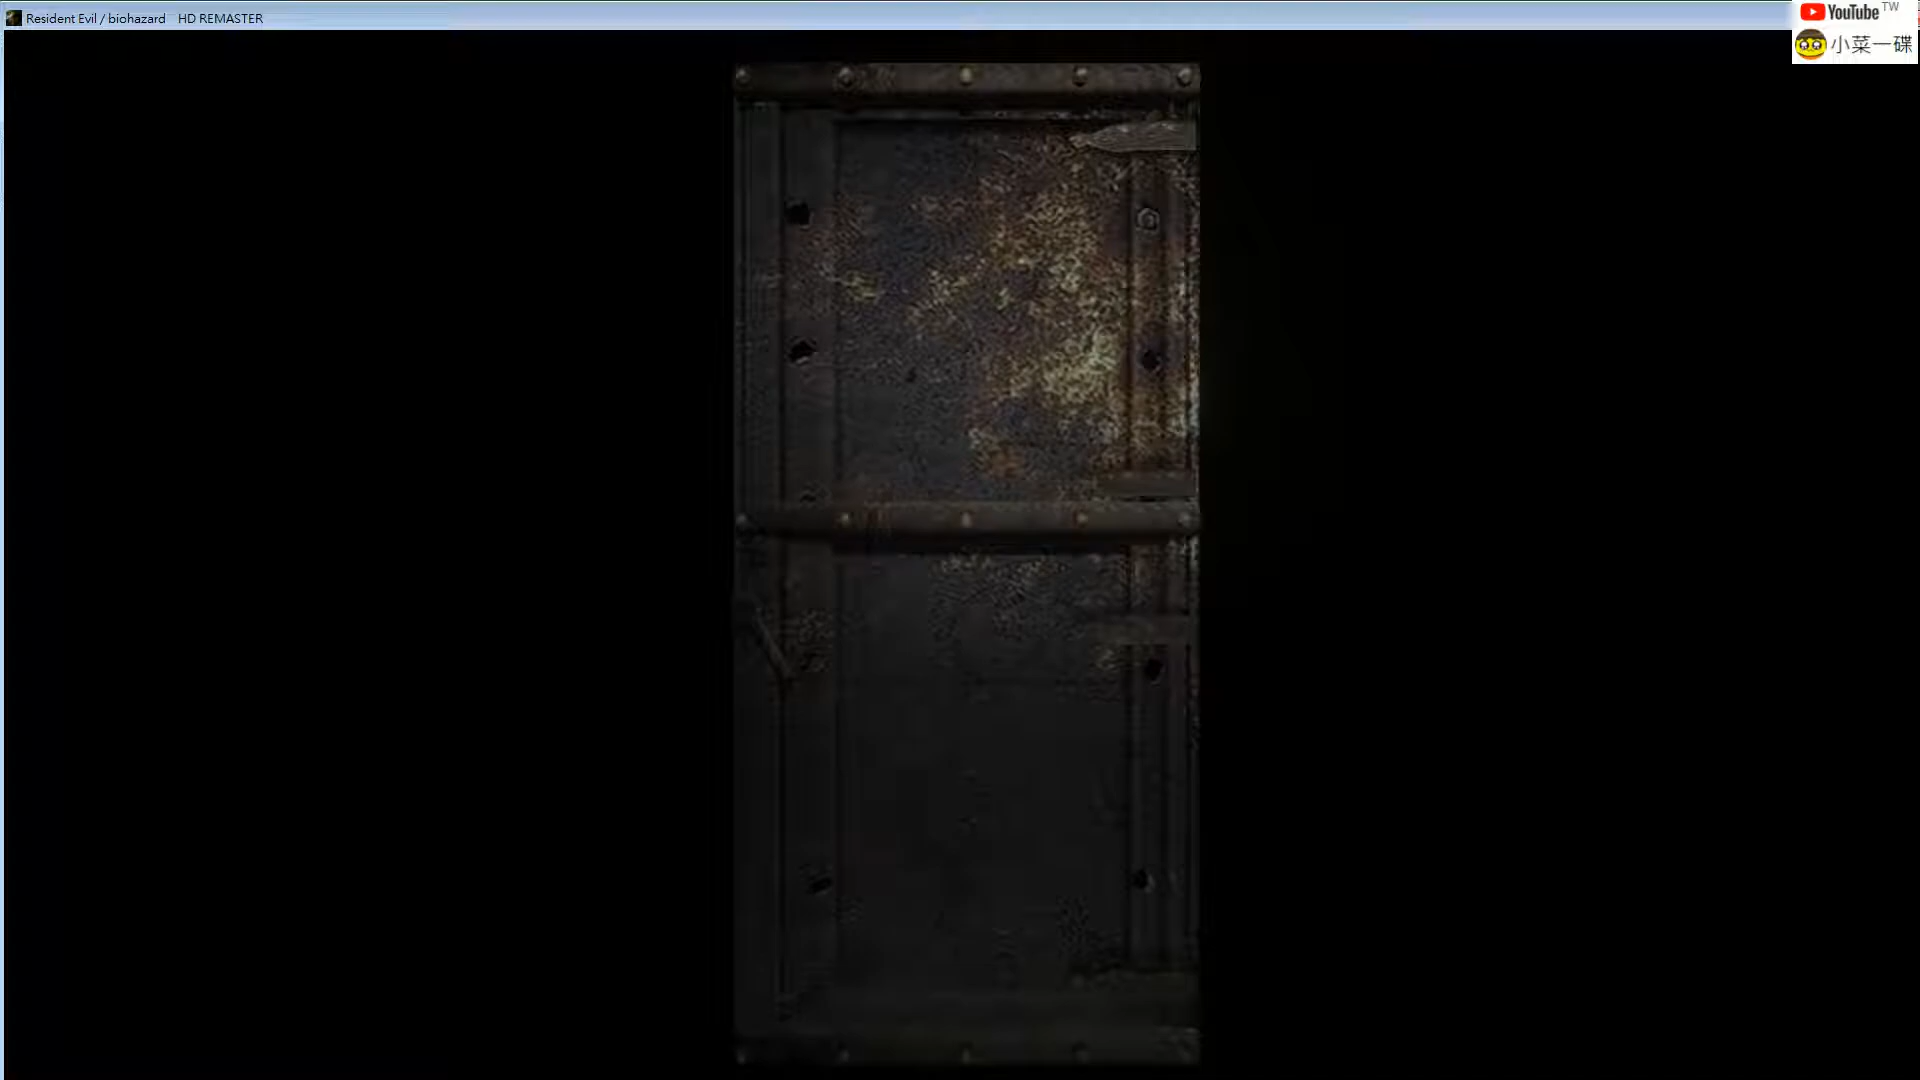 Resident Evil / biohazard HD REMASTER
YouTube TW
小菜一碟